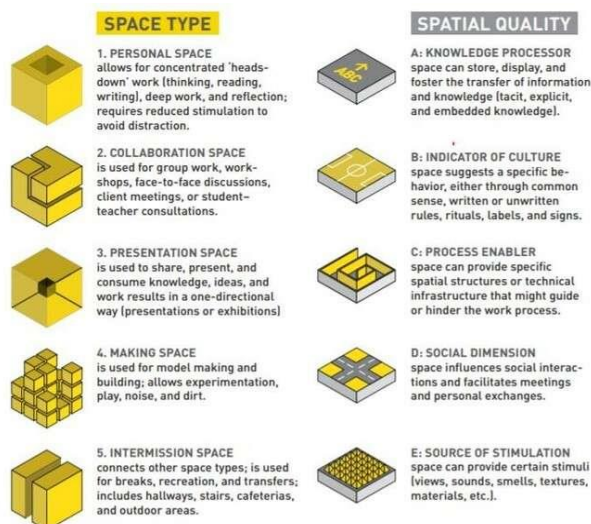 SPACE TYPE
1. PERSONAL SPACE
allows for concentrated 'heads-
down' work (thinking, reading,
writing), deep work, and reflection;
requires reduced stimulation to
avoid distraction.
2. COLLABORATION SPACE
is used for group work, work-
shops, face-to-face discussions,
client meetings, or student–
teacher consultations.
3. PRESENTATION SPACE
is used to share, present, and
consume knowledge, ideas, and
work results in a one-directional
way (presentations or exhibitions)
4. MAKING SPACE
is used for model making and
building; allows experimentation,
play, noise, and dirt.
5. INTERMISSION SPACE
connects other space types; is used
for breaks, recreation, and transfers;
includes hallways, stairs, cafeterias,
and outdoor areas.
SPATIAL QUALITY
ABC
A: KNOWLEDGE PROCESSOR
space can store, display, and
foster the transfer of information
and knowledge (tacit, explicit,
and embedded knowledge).
B: INDICATOR OF CULTURE
space suggests a specific be-
havior, either through common
sense, written or unwritten
rules, rituals, labels, and signs.
C: PROCESS ENABLER
space can provide specific
spatial structures or technical
infrastructure that might guide
or hinder the work process.
D: SOCIAL DIMENSION
space influences social interac-
tions and facilitates meetings
and personal exchanges.
E: SOURCE OF STIMULATION
space can provide certain stimuli
(views, sounds, smells, textures,
materials, etc.).